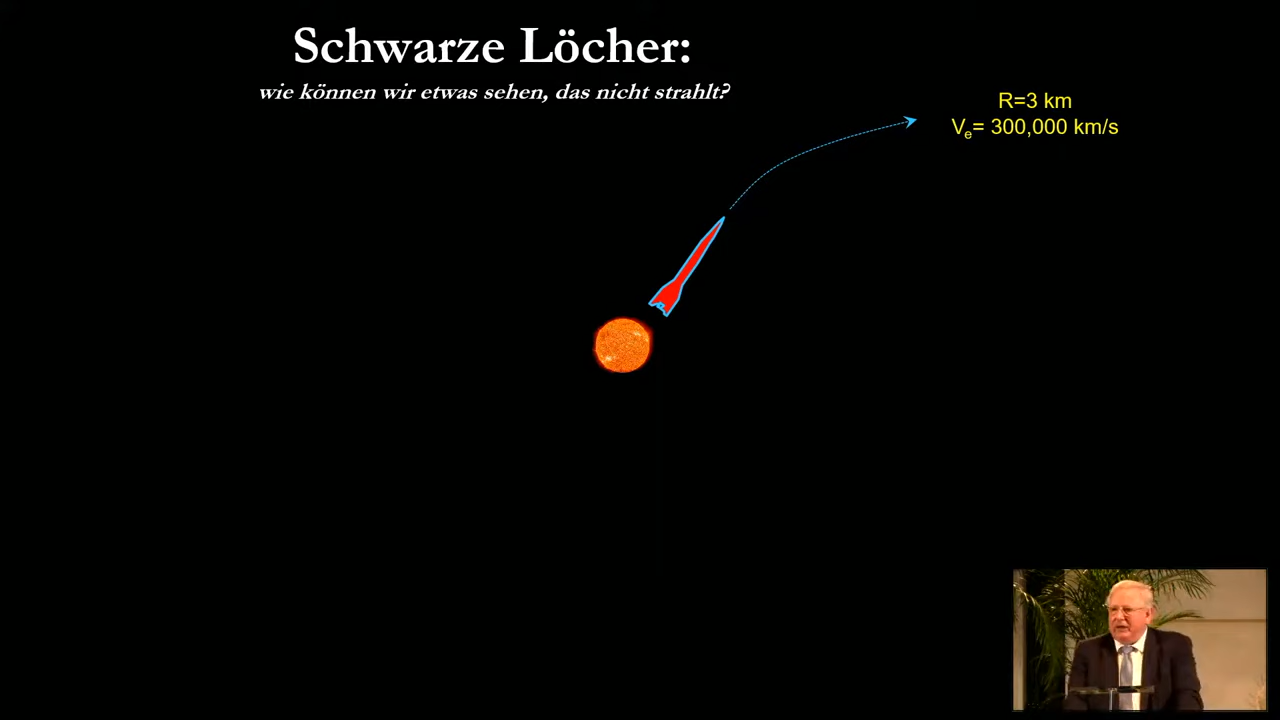 Schwarze Löcher:
wie können wir etwas sehen, das nicht strahlt?
R=3 km
Ve= 300,000 km/s